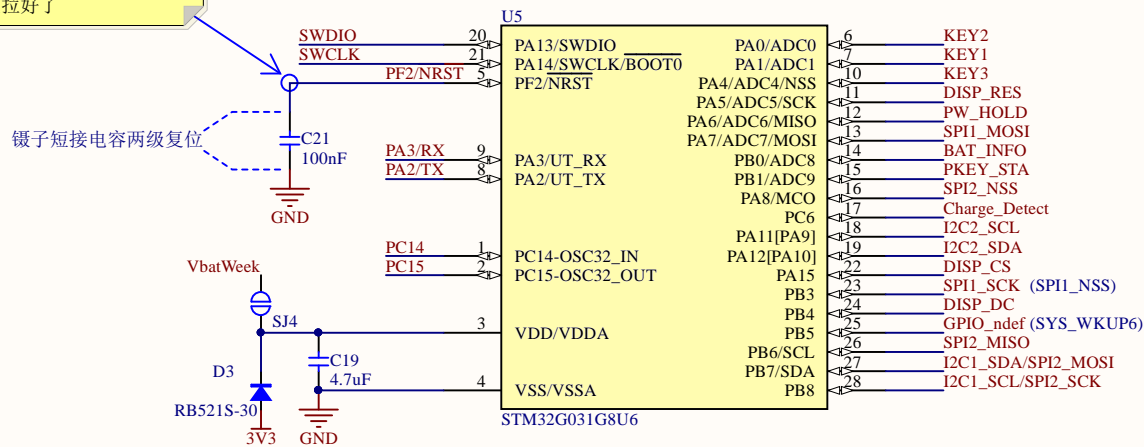 拉好了
U5
SWDIO 20 PA13/SWDIO PA0/ADC0 6 KEY2
SWCLK 21 PA14/SWCLK/BOOT0 PA1/ADC1 7 KEY1
PF2/NRST 5 PF2/NRST PA4/ADC4/NSS 10 KEY3
PA5/ADC5/SCK 11 DISP_RES
PA6/ADC6/MISO 12 PW_HOLD
镊子短接电容两级复位 C21 PA7/ADC7/MOSI 13 SPI1_MOSI
100nF PA3/RX 9 PA3/UT_RX PB0/ADC8 14 BAT_INFO
PA2/TX 8 PA2/UT_TX PB1/ADC9 15 PKEY_STA
PA8/MCO 16 SPI2_NSS
GND PC6 17 Charge_Detect
PA11[PA9] 18 I2C2_SCL
PC14 1 PC14-OSC32_IN PA12[PA10] 19 I2C2_SDA
VbatWeek PC15 2 PC15-OSC32_OUT PA15 22 DISP_CS
PB3 23 SPI1_SCK (SPI1_NSS)
SJ4 PB4 24 DISP_DC
3 VDD/VDDA PB5 25 GPIO_ndef (SYS_WKUP6)
C19 PB6/SCL 26 SPI2_MISO
D3 4.7uF PB7/SDA 27 I2C1_SDA/SPI2_MOSI
4 VSS/VSSA PB8 28 I2C1_SCL/SPI2_SCK
RB521S-30
STM32G031G8U6
3V3 GND